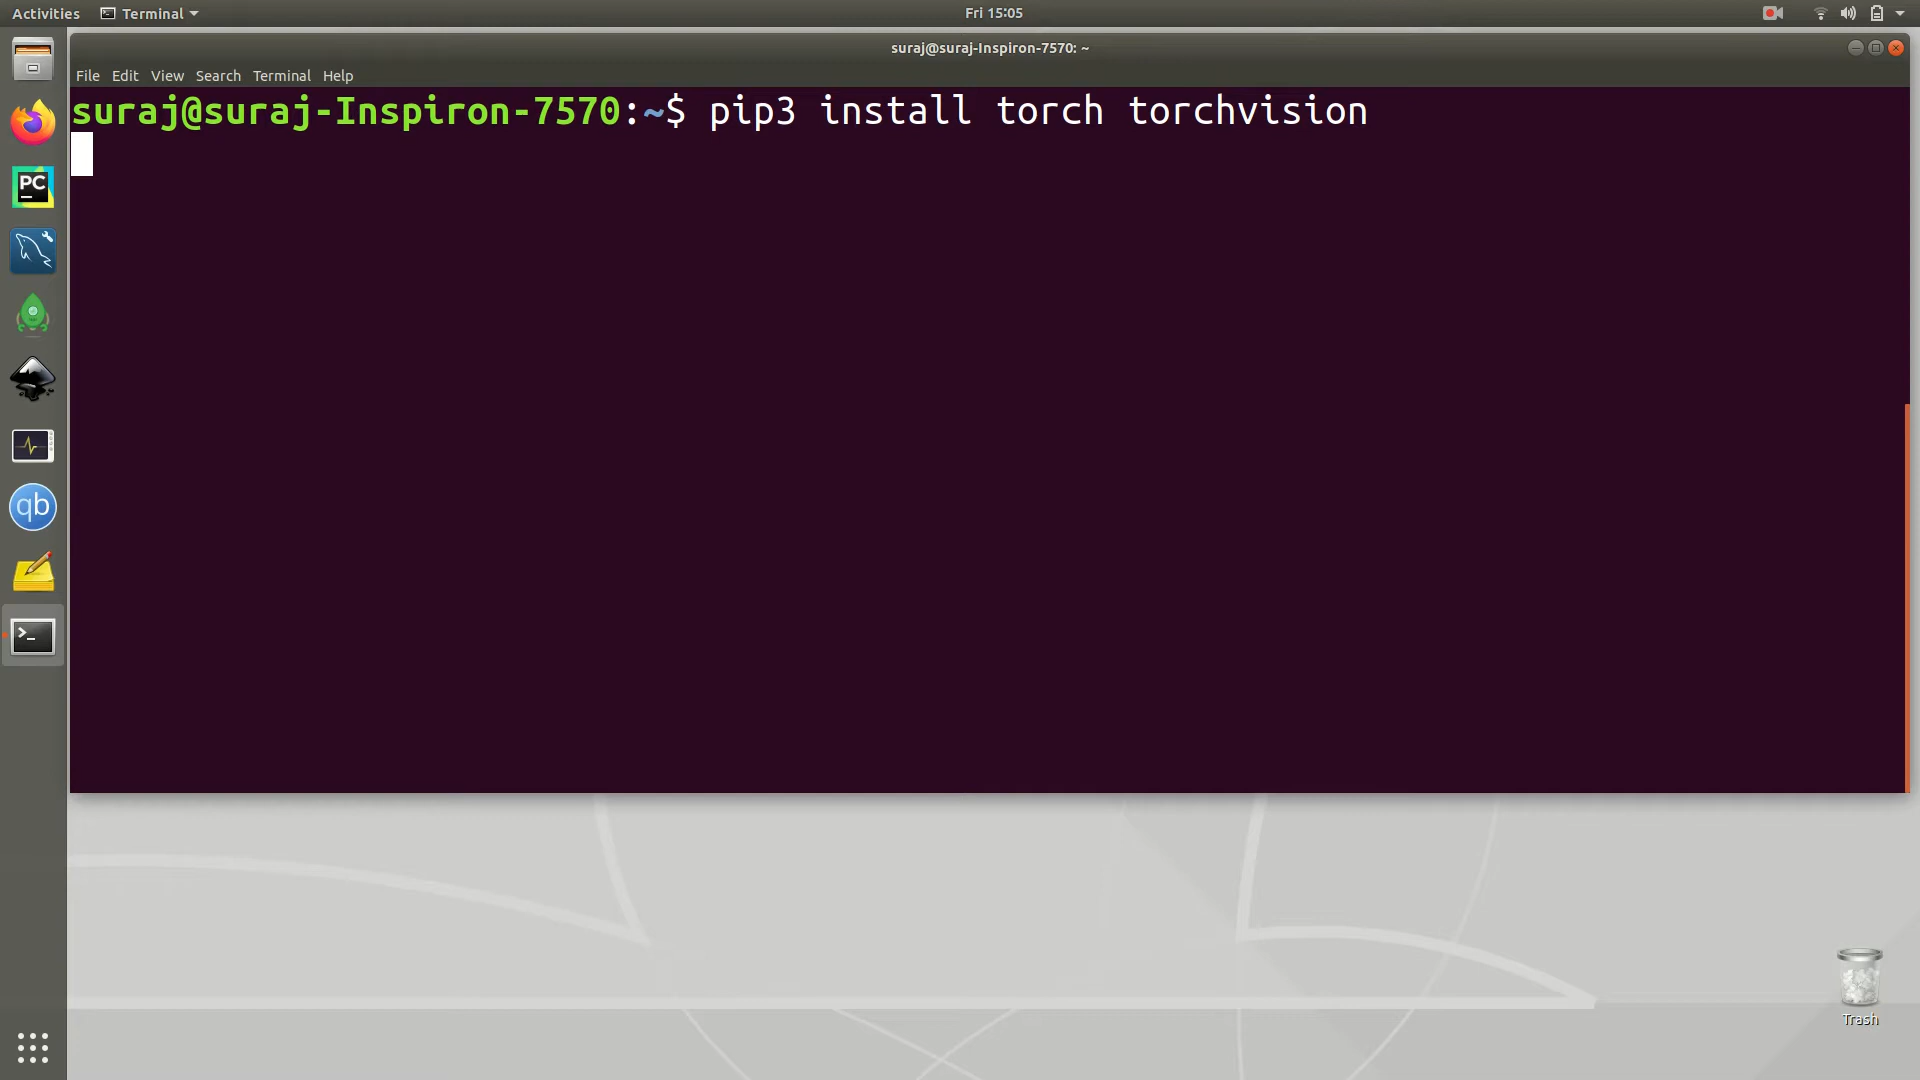 Activities Terminal Fri 15:05
suraj@suraj-Inspiron-7570: ~
File Edit View Search Terminal Help
suraj@suraj-Inspiron-7570:~$ pip3 install torch torchvision
PC
qb
>_
Trash